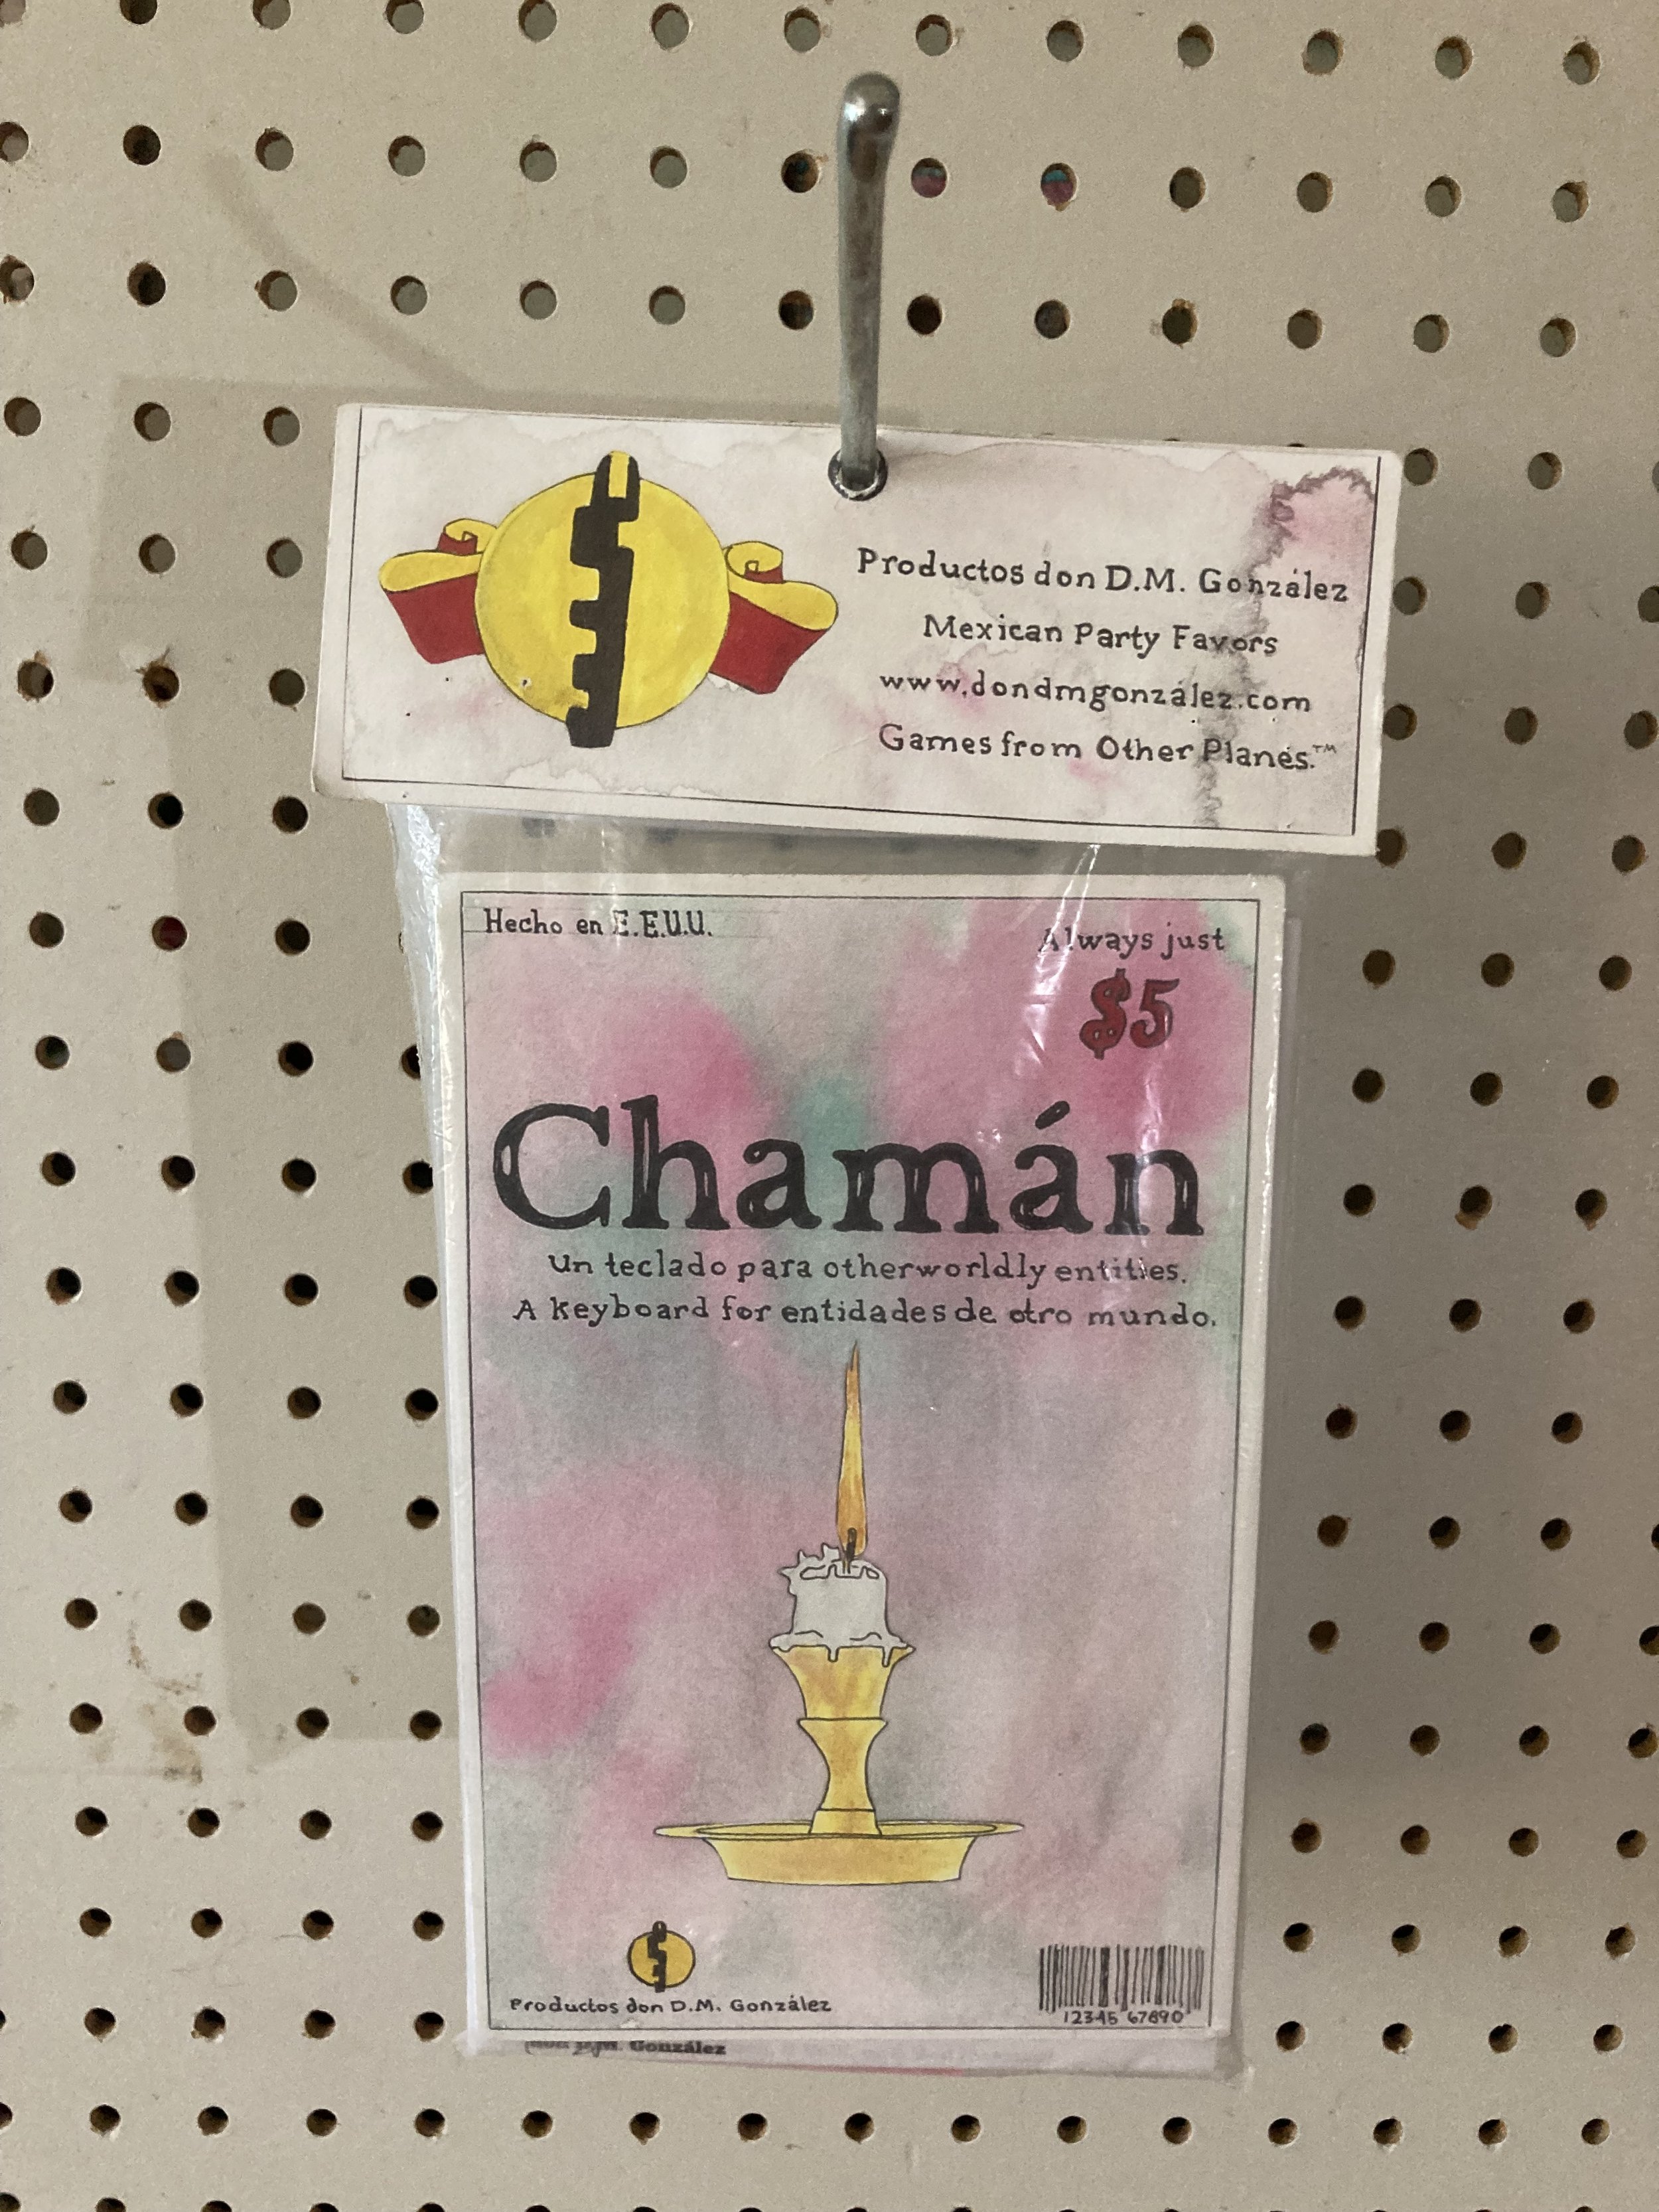 Productos don D.M. González
Mexican Party Favors
www.dondmgonzález.com
Games from Other Planes.™
Hecho en E.E.U.U.
Always just
$5
Chamán
Un teclado para otherworldly entities.
A keyboard for entidades de otro mundo.
Productos don D.M. González
12345 67890
González